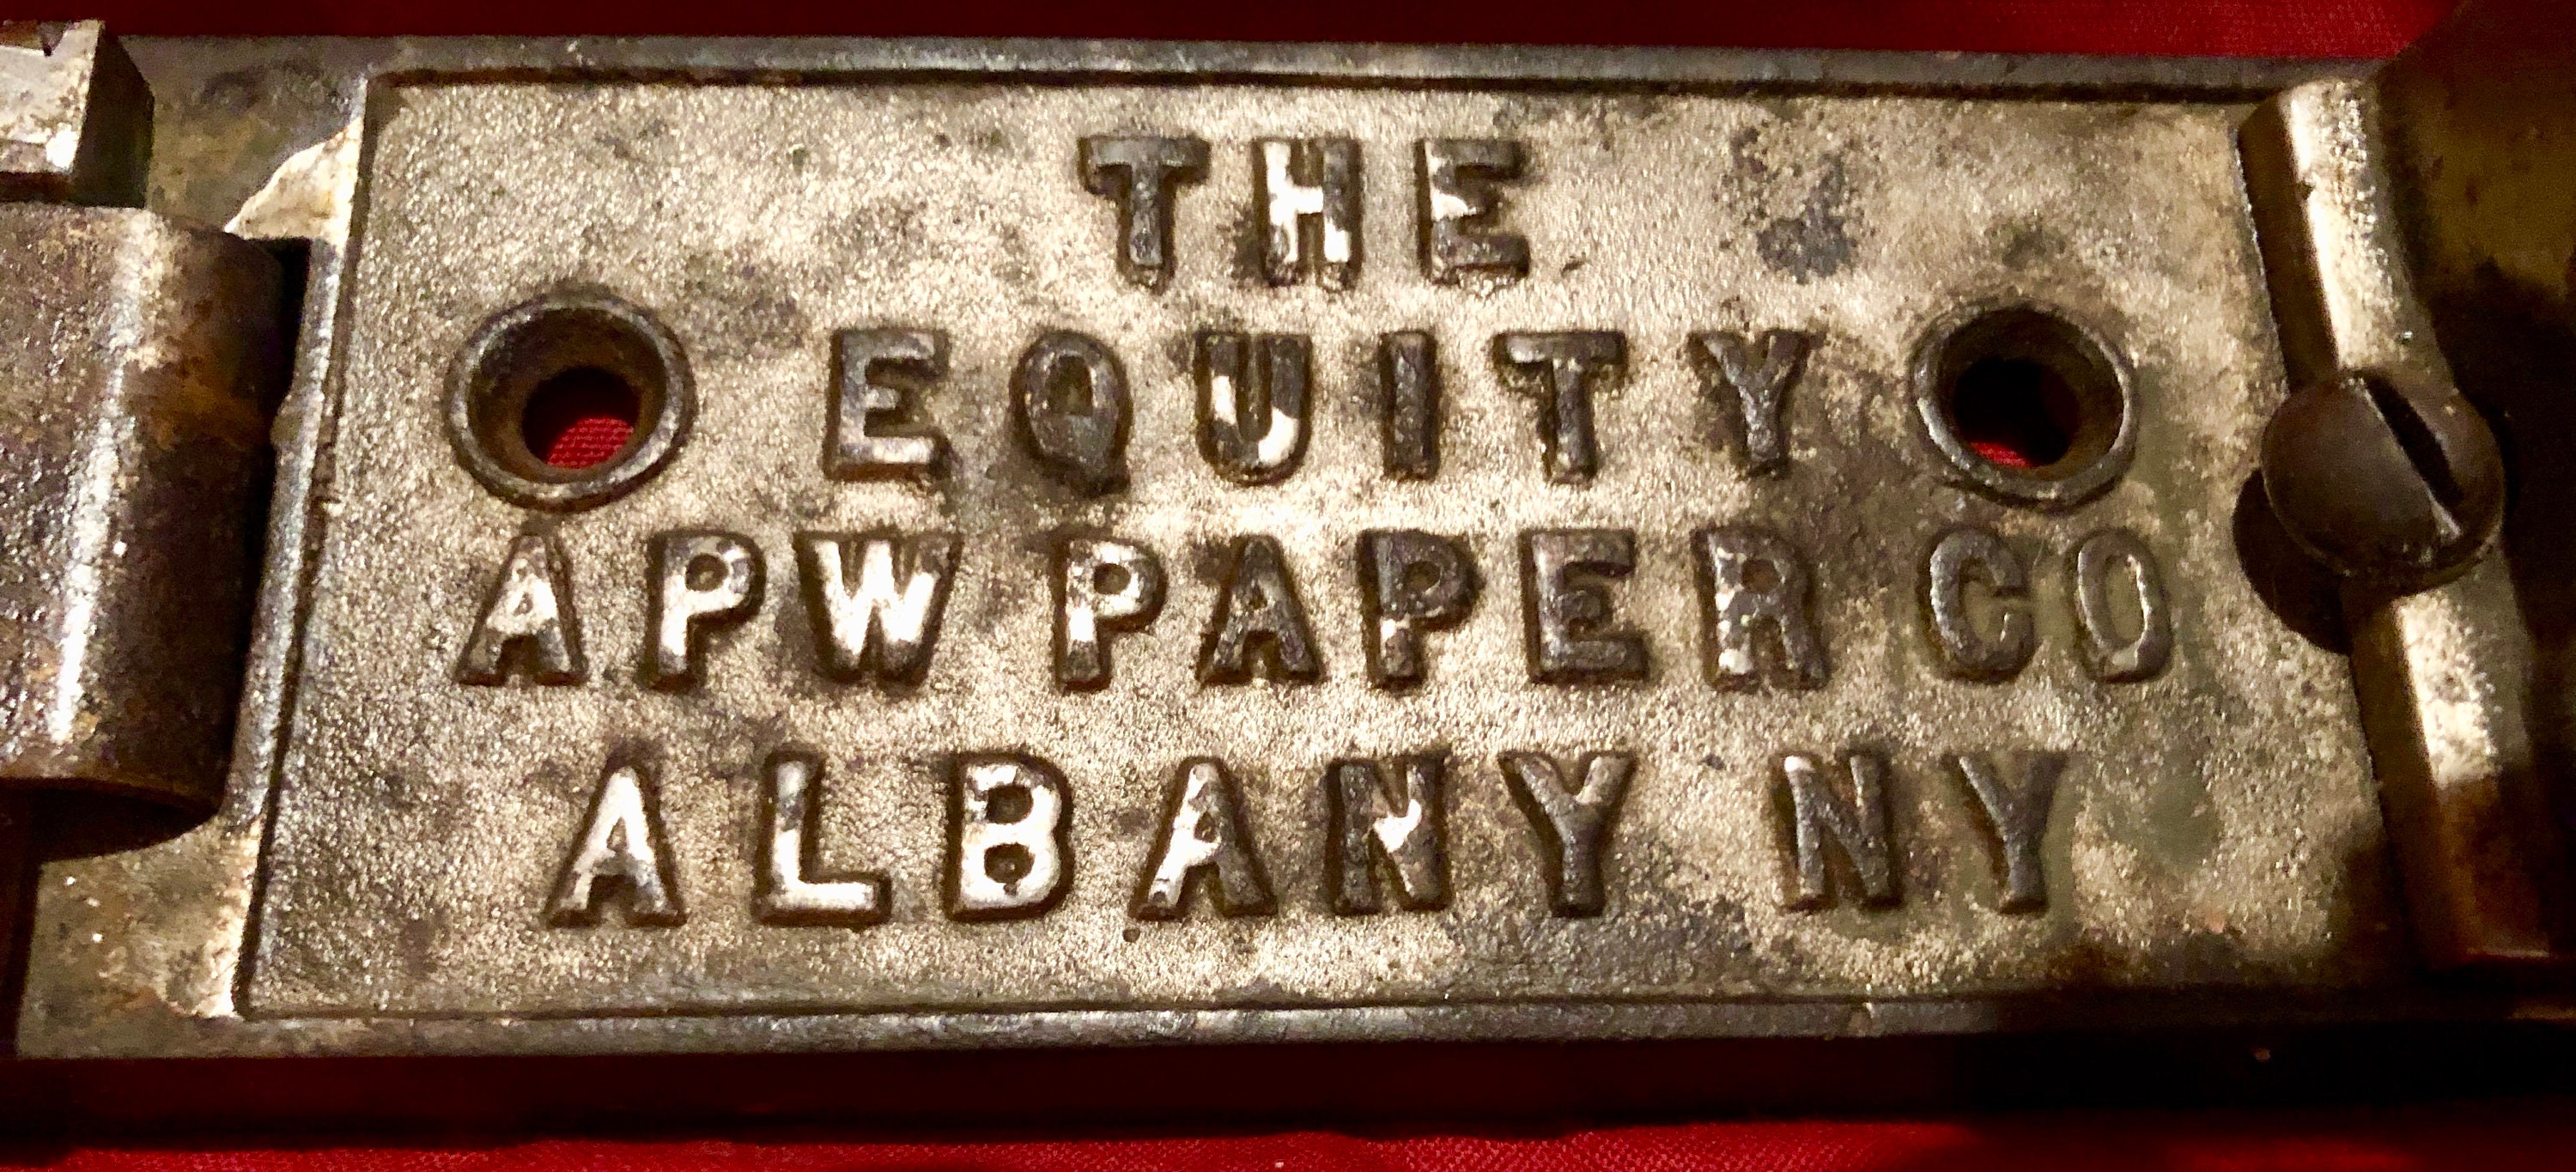 THE
EQUITY
APW PAPER CO
ALBANY NY